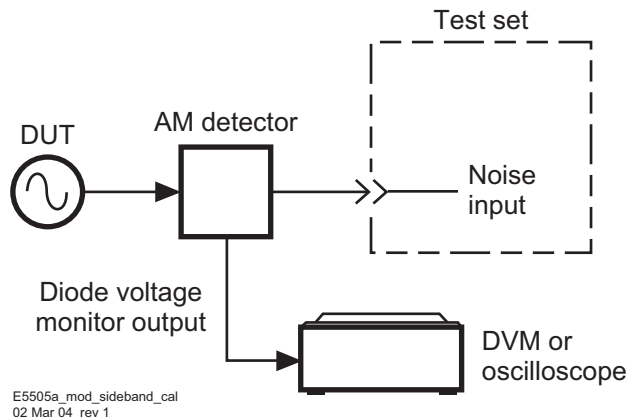 Test set
DUT
AM detector
Noise
input
Diode voltage
monitor output
DVM or
oscilloscope
E5505a_mod_sideband_cal
02 Mar 04 rev 1